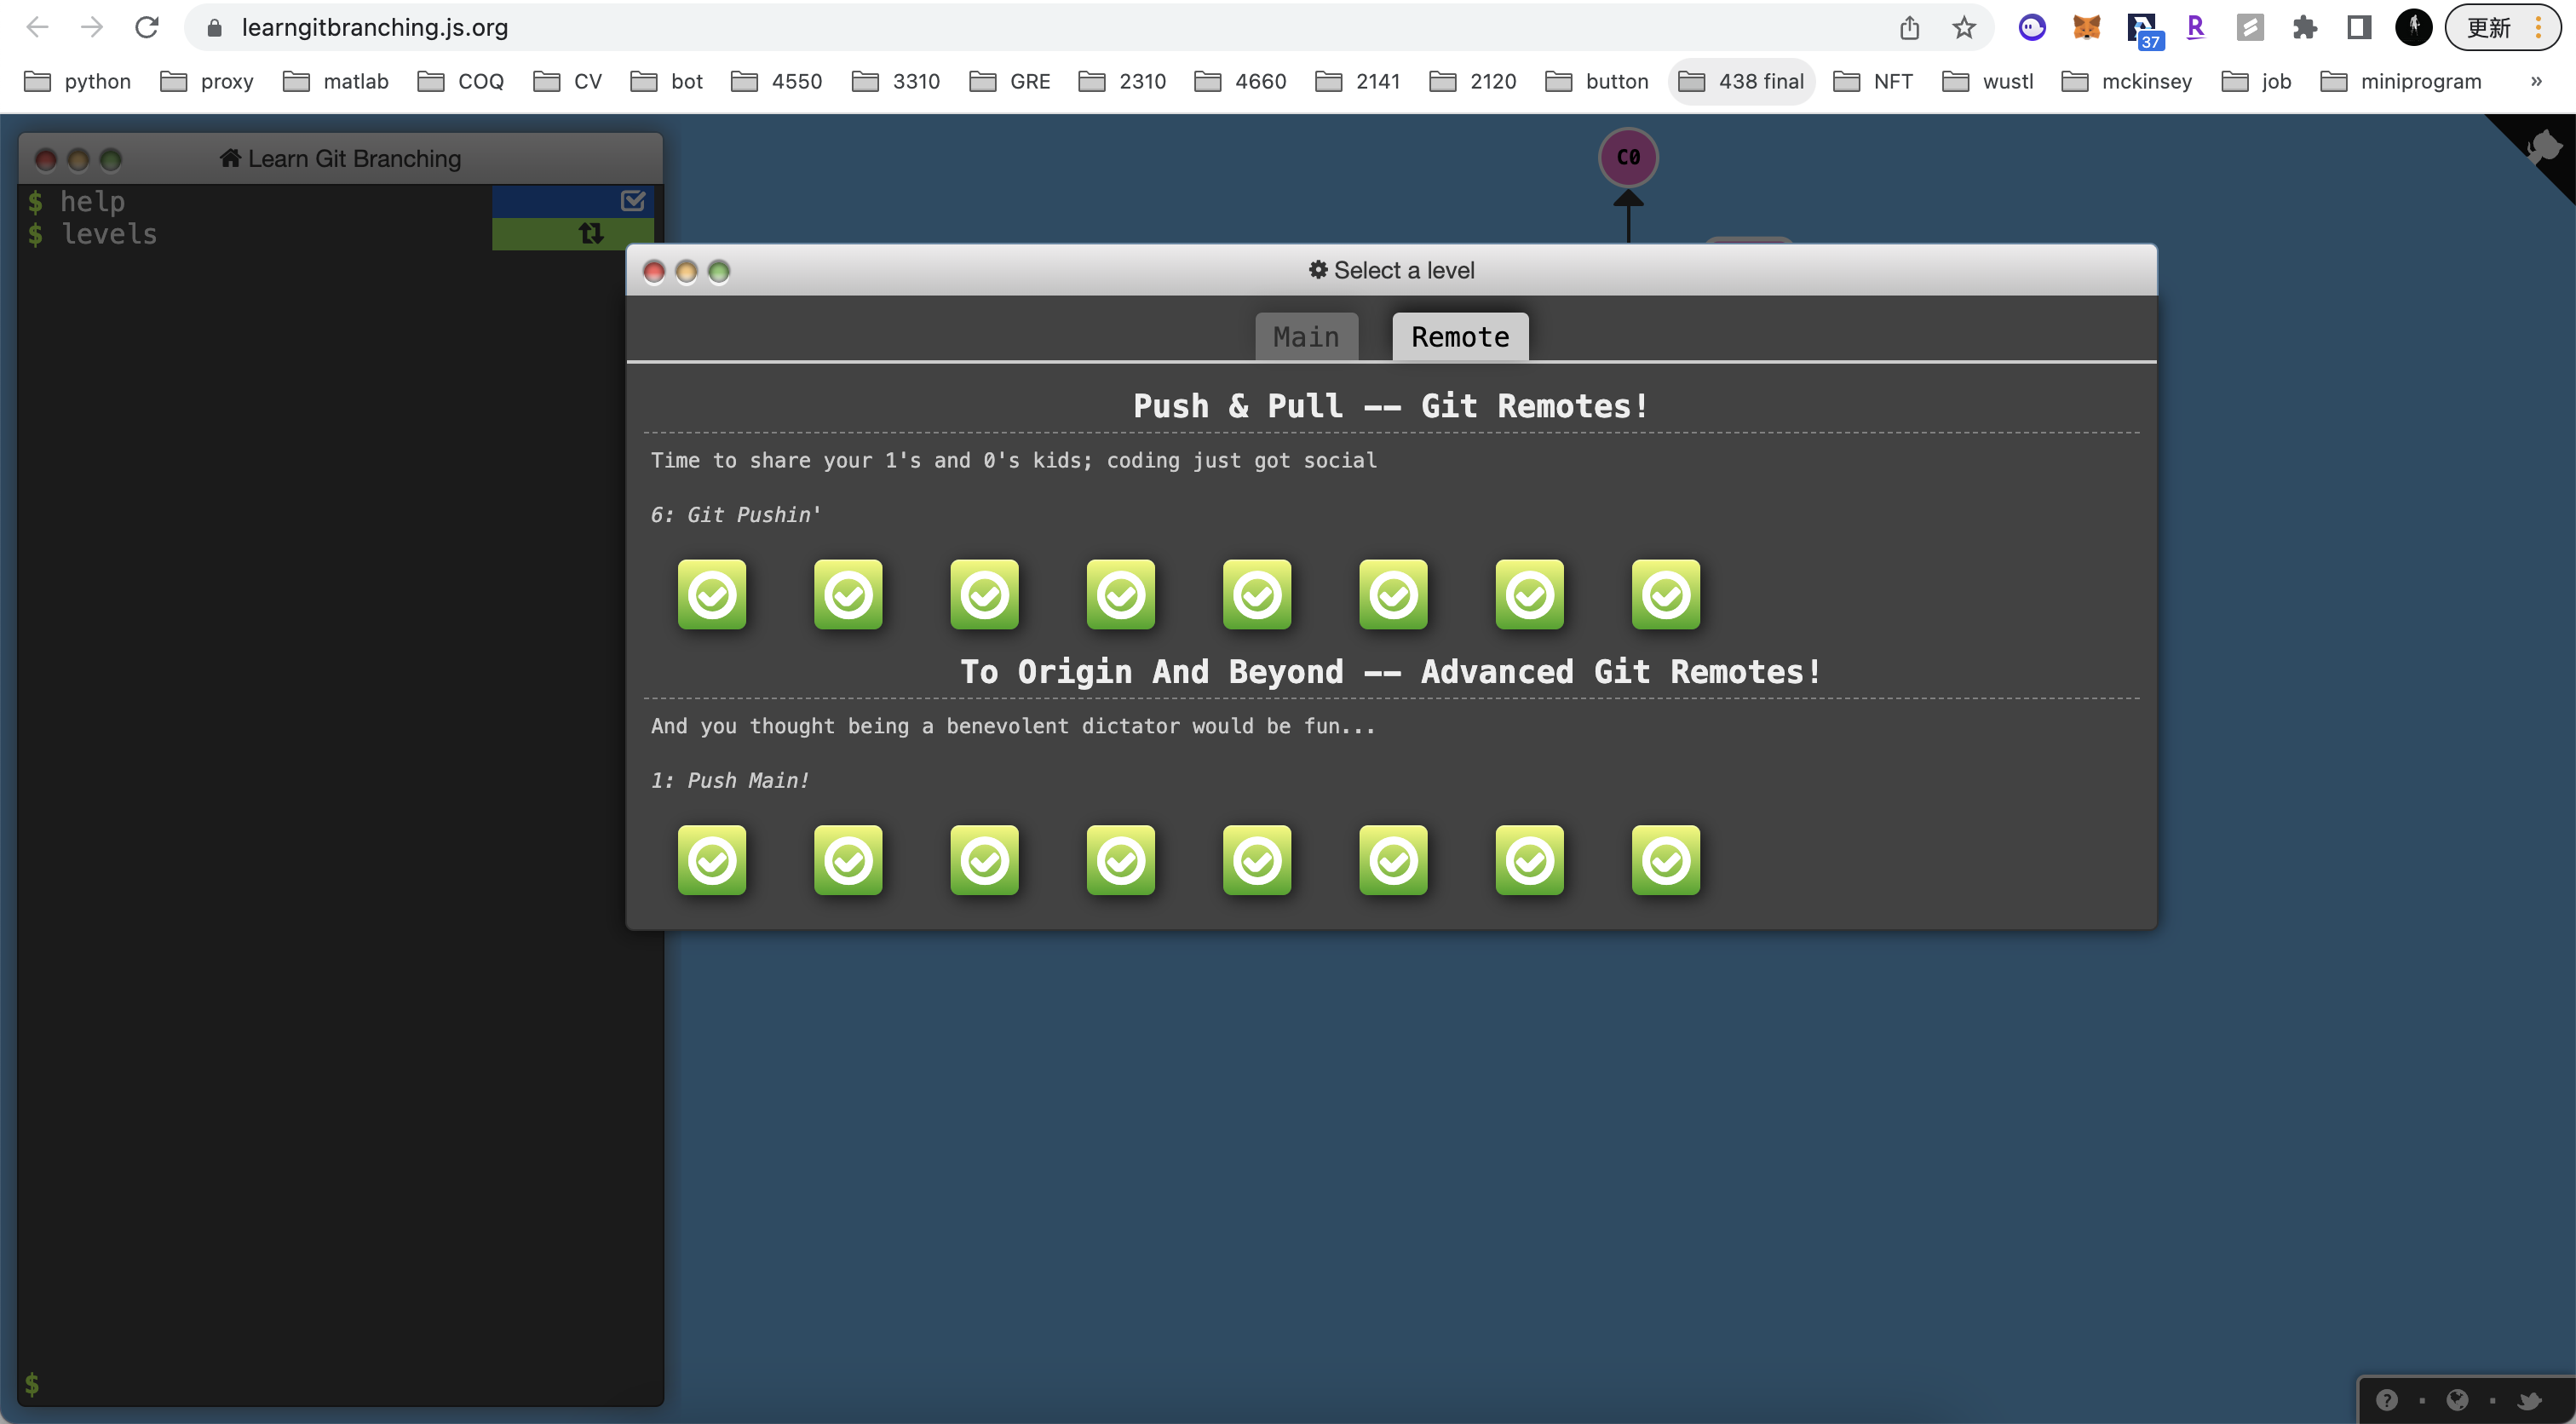 learngitbranching.js.org
37
更新
python proxy matlab COQ CV bot 4550 3310 GRE 2310 4660 2141 2120 button 438 final NFT wustl mckinsey job miniprogram »
Learn Git Branching
$ help
$ levels
C0
Select a level
Main Remote
Push & Pull -- Git Remotes!
Time to share your 1's and 0's kids; coding just got social
6: Git Pushin'
To Origin And Beyond -- Advanced Git Remotes!
And you thought being a benevolent dictator would be fun...
1: Push Main!
$